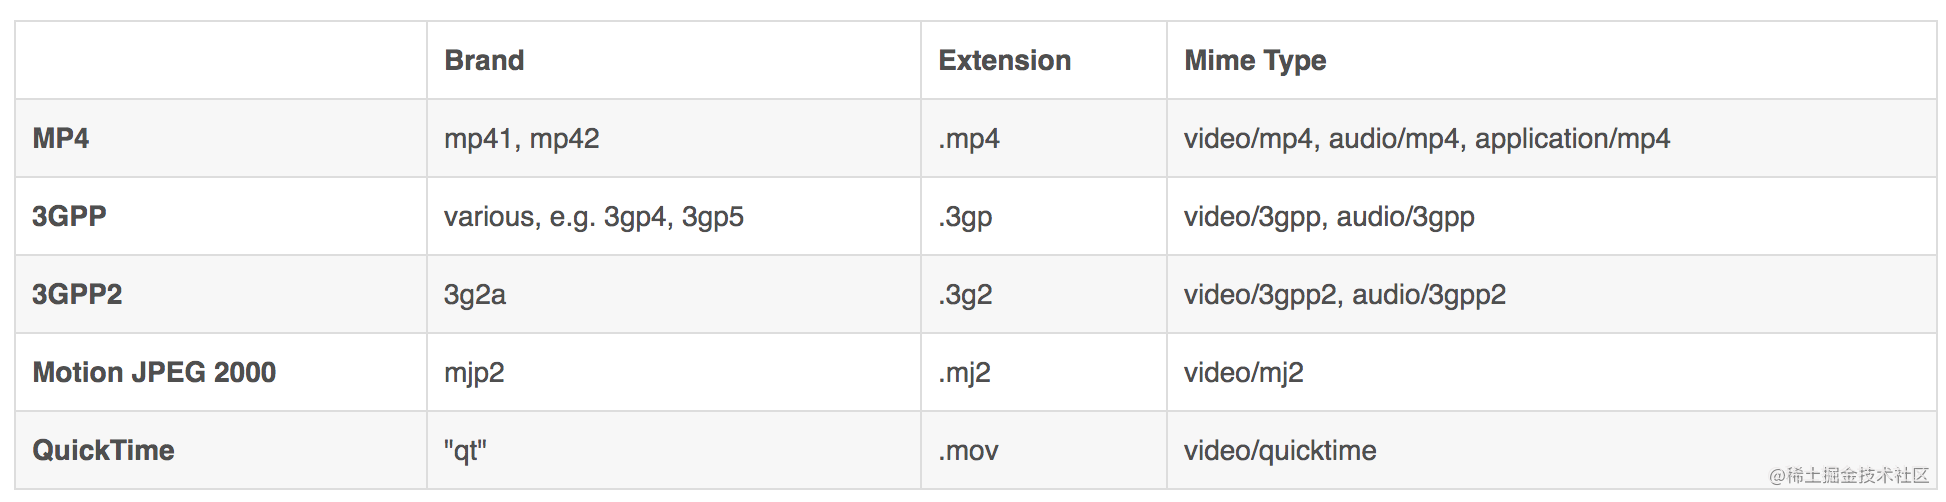 Brand Extension Mime Type
MP4 mp41, mp42 .mp4 video/mp4, audio/mp4, application/mp4
3GPP various, e.g. 3gp4, 3gp5 .3gp video/3gpp, audio/3gpp
3GPP2 3g2a .3g2 video/3gpp2, audio/3gpp2
Motion JPEG 2000 mjp2 .mj2 video/mj2
QuickTime "qt" .mov video/quicktime
@稀土掘金技术社区